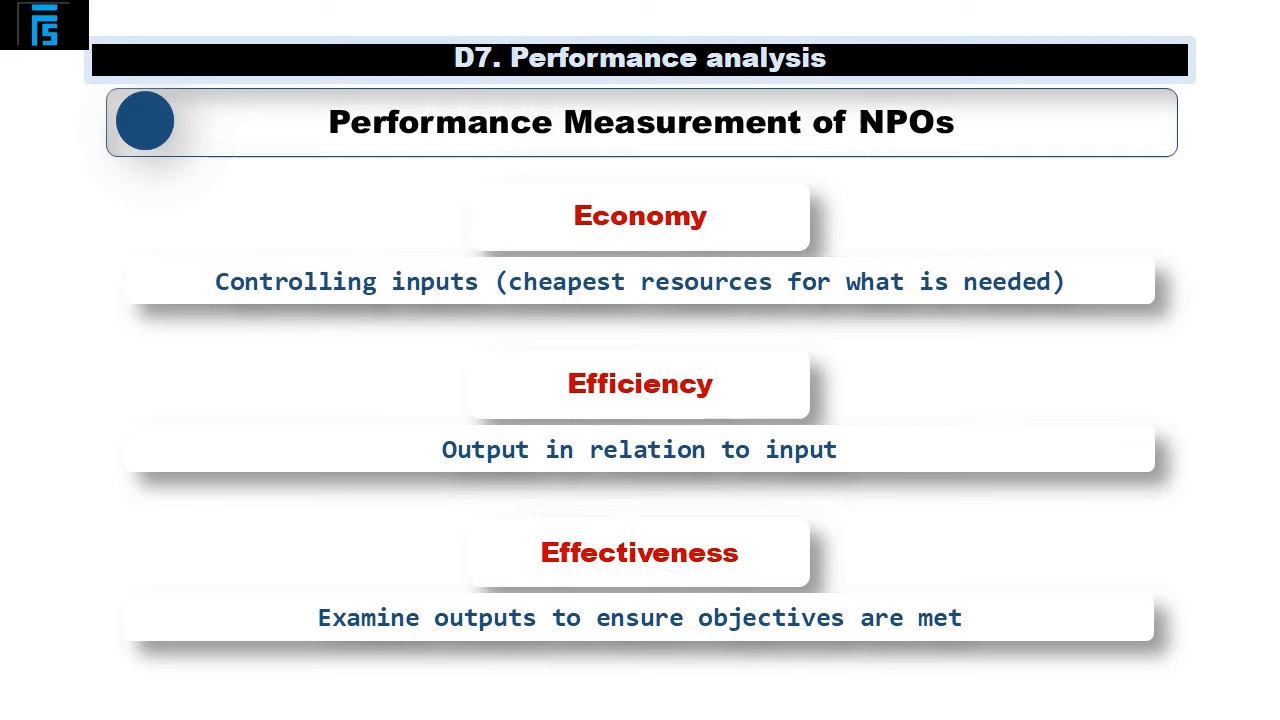 D7. Performance analysis
Performance Measurement of NPOs
Economy
Controlling inputs (cheapest resources for what is needed)
Efficiency
Output in relation to input
Effectiveness
Examine outputs to ensure objectives are met